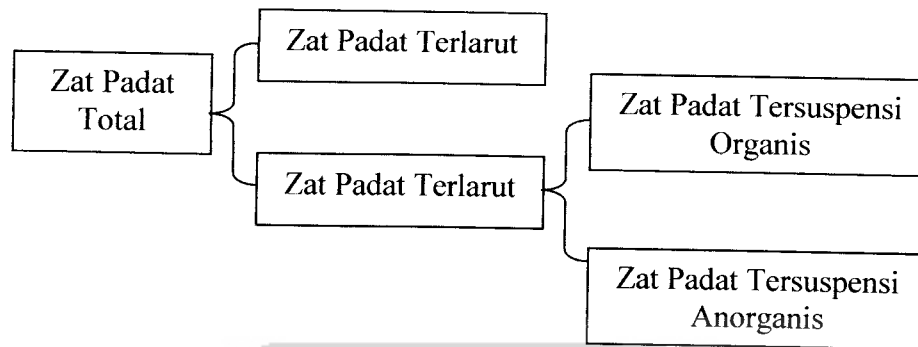 Zat Padat Terlarut
Zat Padat
Total
Zat Padat Tersuspensi
Organis
Zat Padat Terlarut
Zat Padat Tersuspensi
Anorganis